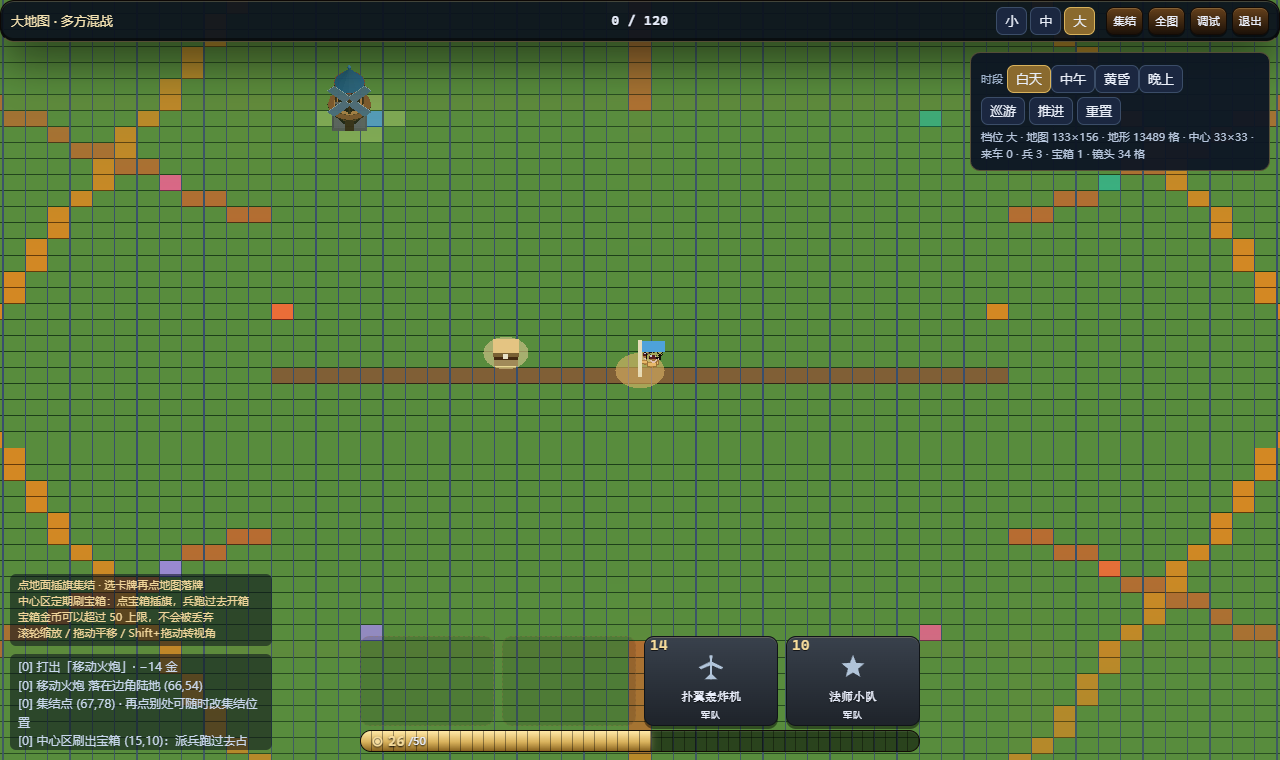 大地图 · 多方混战
0 / 120
小 中 大 集结 全图 调试 退出
时段 白天 中午 黄昏 晚上
巡游 推进 重置
档位 大 · 地图 133×156 · 地形 13489 格 · 中心 33×33 ·
来车 0 · 兵 3 · 宝箱 1 · 镜头 34 格
点地面插旗集结 · 选卡牌再点地图落牌
中心区定期刷宝箱：点宝箱插旗，兵跑过去开箱
宝箱金币可以超过 50 上限，不会被丢弃
滚轮缩放 / 拖动平移 / Shift+拖动转视角
[0] 打出「移动火炮」· −14 金
[0] 移动火炮 落在边角陆地 (66,54)
[0] 集结点 (67,78) · 再点别处可随时改集结位
置
[0] 中心区刷出宝箱 (15,10)：派兵跑过去占
14
扑翼轰炸机
军队
10
法师小队
军队
26 /50